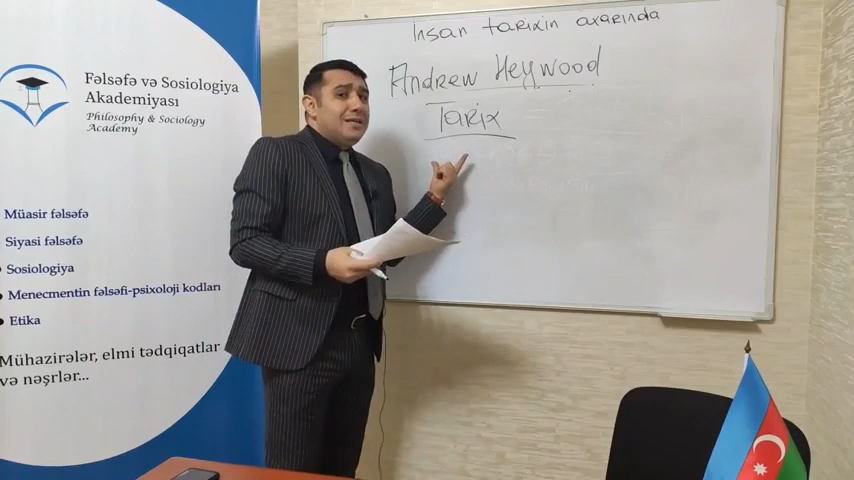 Fəlsəfə və Sosiologiya
Akademiyası
Philosophy & Sociology
Academy
Müasir fəlsəfə
Siyasi fəlsəfə
Sosiologiya
Menecmentin fəlsəfi-psixoloji kodları
Etika
Mühazirələr, elmi tədqiqatlar
və nəşrlər...
İnsan tarixin axarında
Andrew Heywood
Tarix